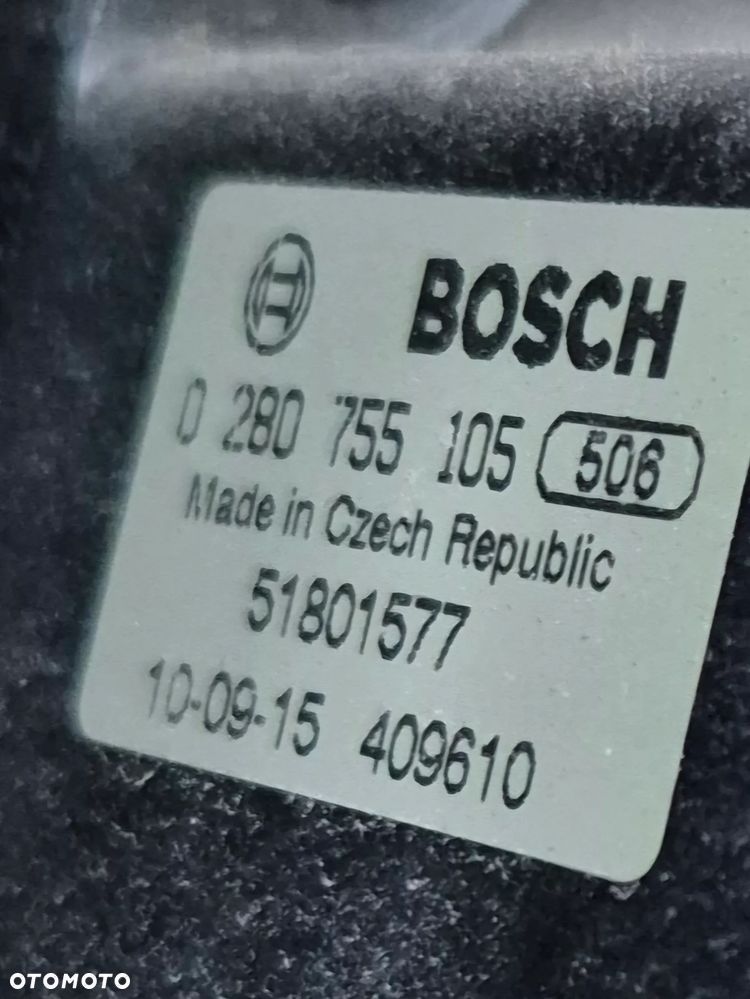 BOSCH
0 280 755 105 506
Made in Czech Republic
51801577
10-09-15 409610
OTOMOTO